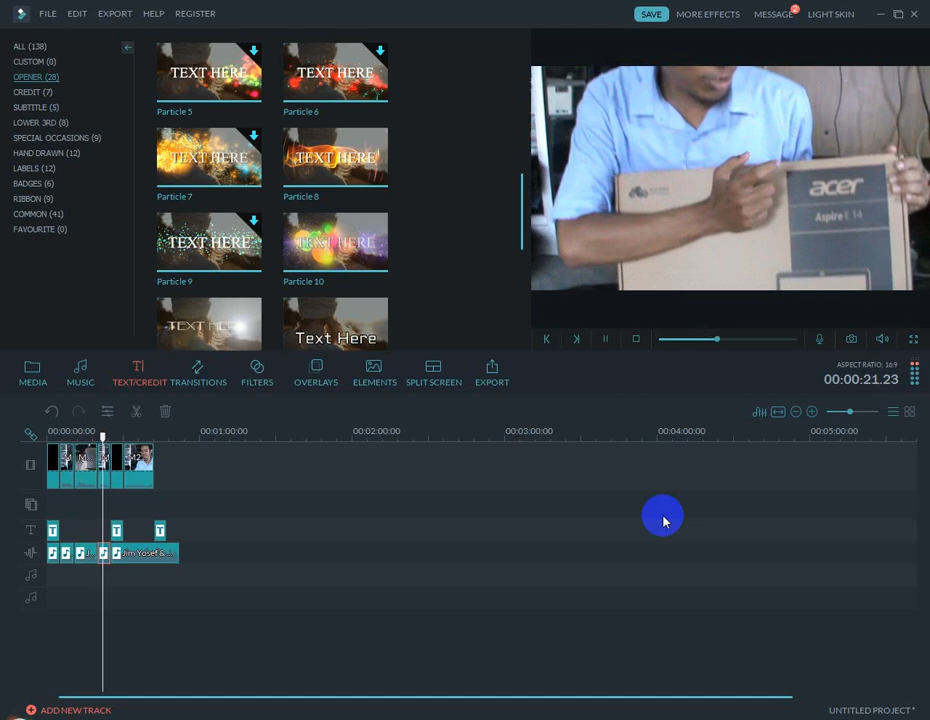 FILE EDIT EXPORT HELP REGISTER SAVE MORE EFFECTS MESSAGE 2 LIGHT SKIN
ALL (138)
CUSTOM (0)
OPENER (28)
CREDIT (7)
SUBTITLE (5)
LOWER 3RD (8)
SPECIAL OCCASIONS (9)
HAND DRAWN (12)
LABELS (12)
BADGES (6)
RIBBON (9)
COMMON (41)
FAVOURITE (0)
TEXT HERE TEXT HERE
Particle 5 Particle 6
TEXT HERE TEXT HERE
Particle 7 Particle 8
TEXT HERE TEXT HERE
Particle 9 Particle 10
TEXT HERE Text Here
acer
Aspire E 14
MEDIA MUSIC TEXT/CREDIT TRANSITIONS FILTERS OVERLAYS ELEMENTS SPLIT SCREEN EXPORT
ASPECT RATIO: 16:9
00:00:21.23
00:00:00:00 00:01:00:00 00:02:00:00 00:03:00:00 00:04:00:00 00:05:00:00
Jim Yosef & ...
ADD NEW TRACK UNTITLED PROJECT*